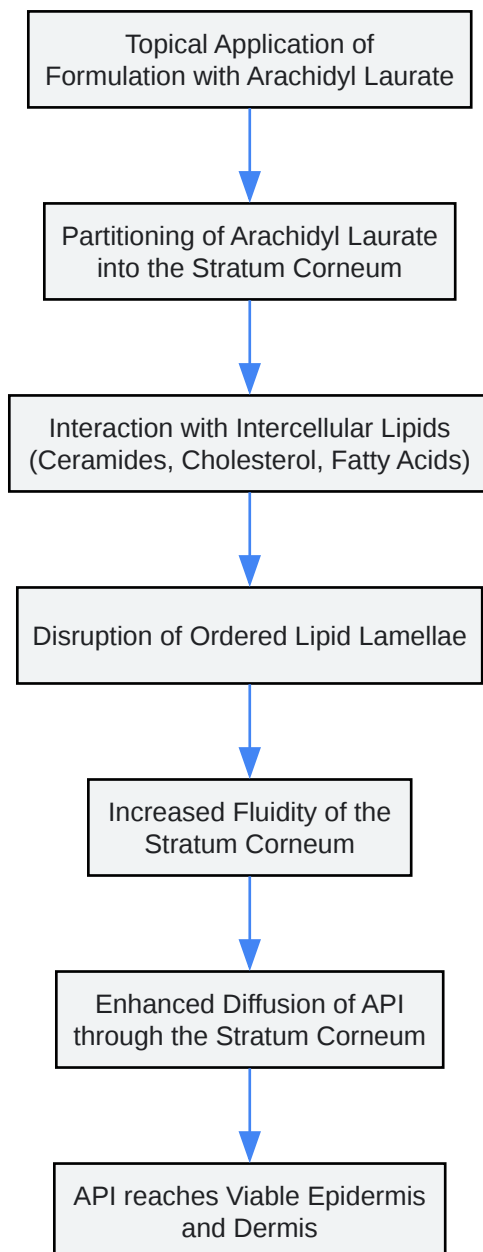 Topical Application of
Formulation with Arachidyl Laurate
Partitioning of Arachidyl Laurate
into the Stratum Corneum
Interaction with Intercellular Lipids
(Ceramides, Cholesterol, Fatty Acids)
Disruption of Ordered Lipid Lamellae
Increased Fluidity of the
Stratum Corneum
Enhanced Diffusion of API
through the Stratum Corneum
API reaches Viable Epidermis
and Dermis